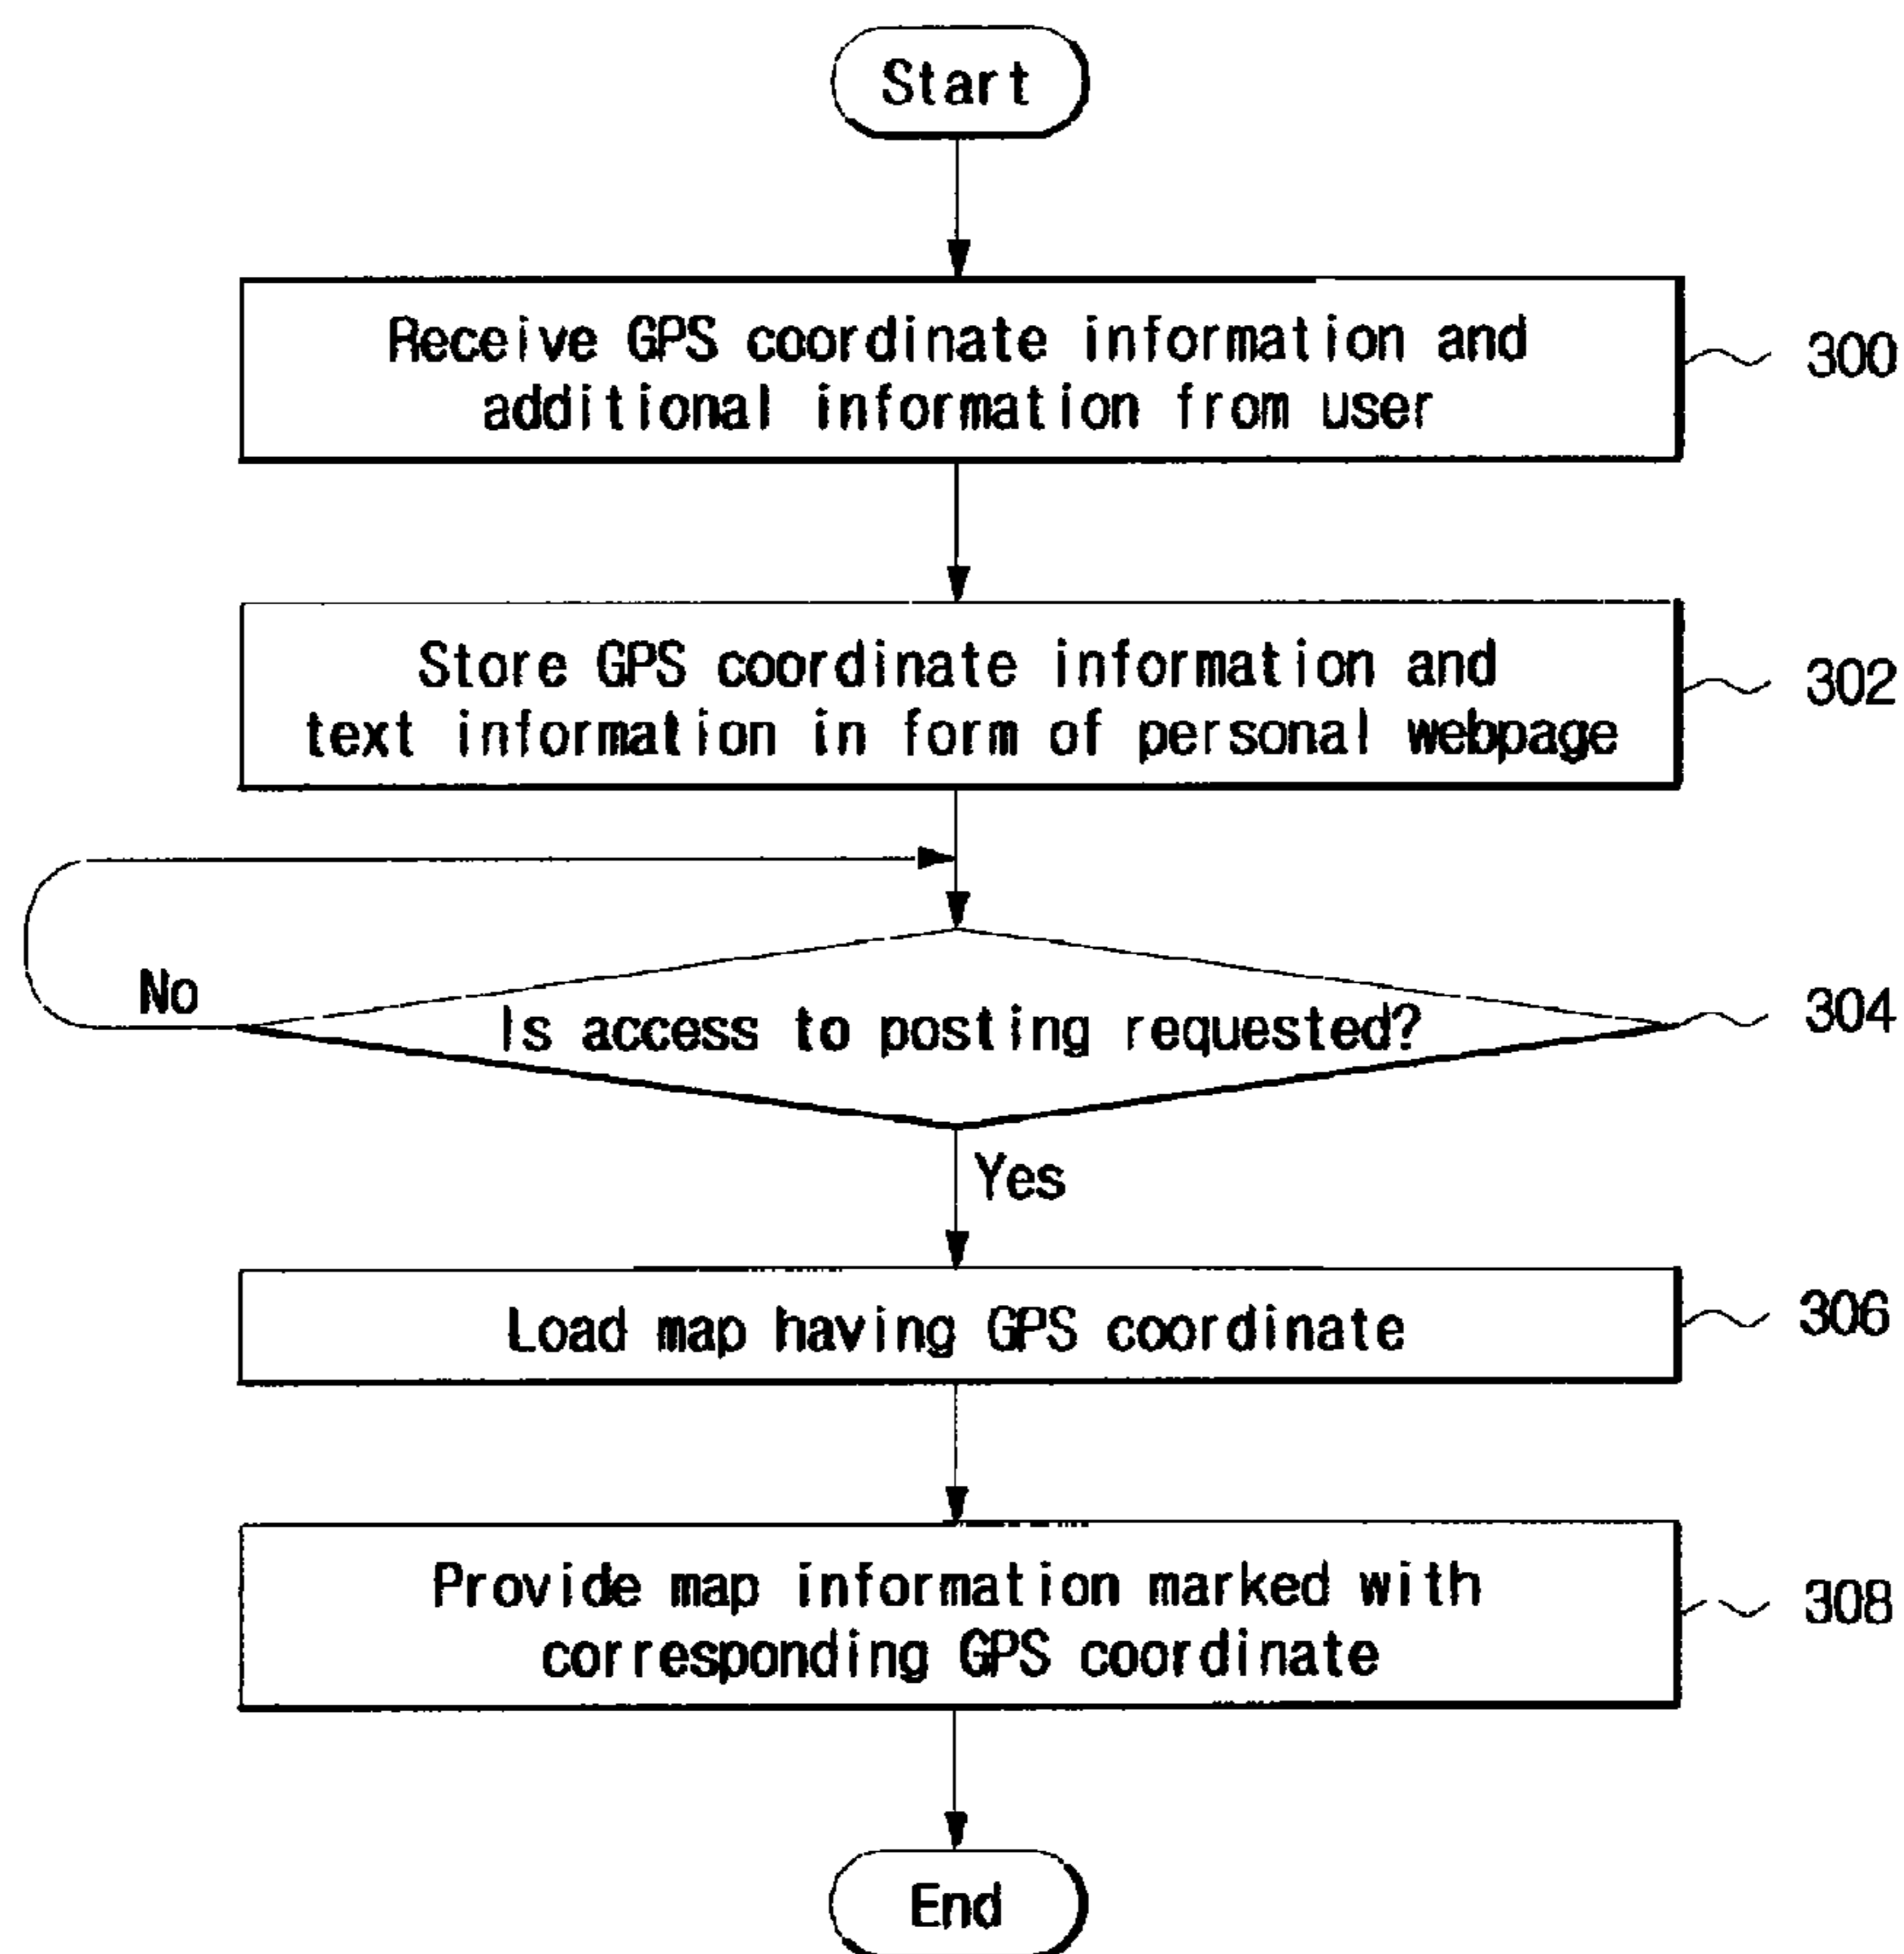 Start
Receive GPS coordinate information and
additional information from user
300
Store GPS coordinate information and
text information in form of personal webpage
302
No
Is access to posting requested?
304
Yes
Load map having GPS coordinate
306
Provide map information marked with
corresponding GPS coordinate
308
End